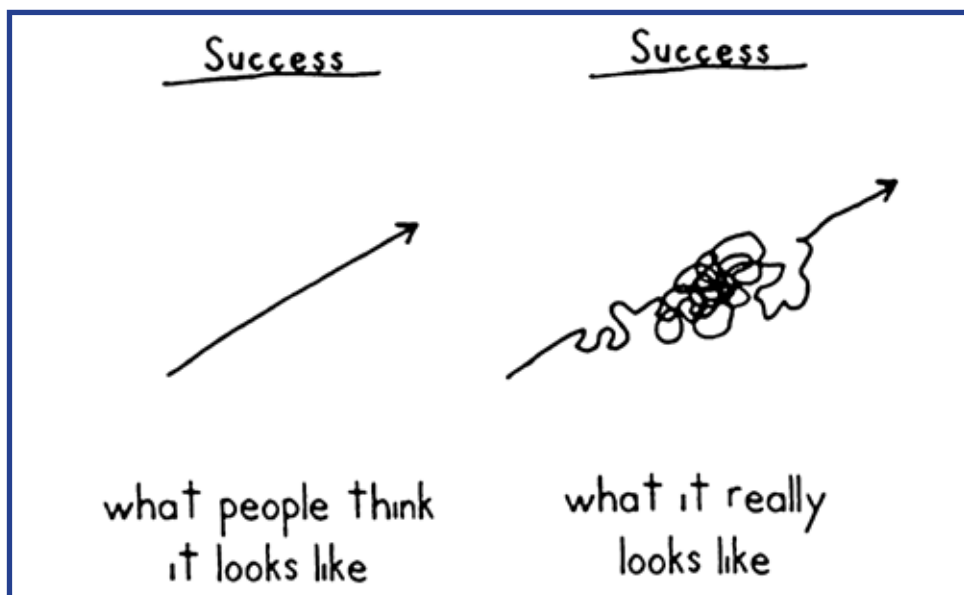 Success
what people think
it looks like
Success
what it really
looks like